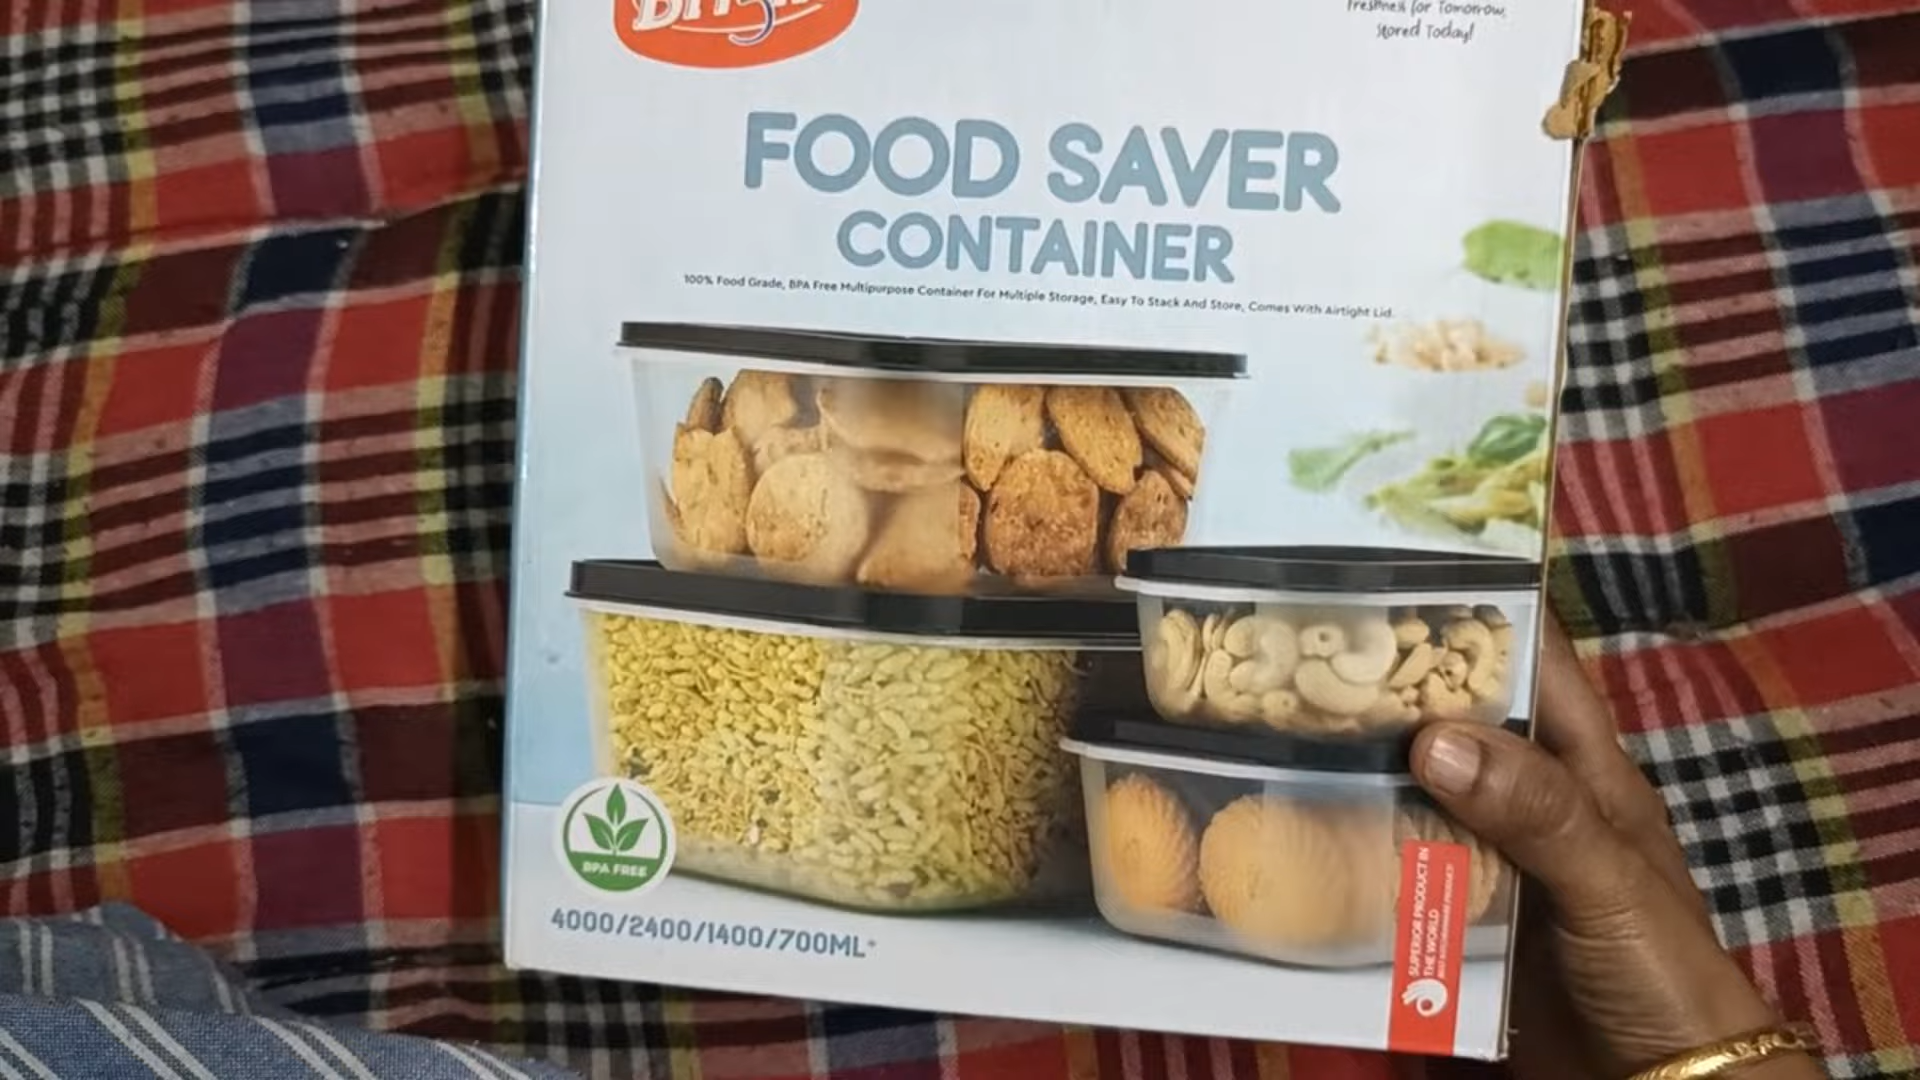 Freshness for Tomorrow,
Stored Today!
FOOD SAVER
CONTAINER
100% Food Grade, BPA Free Multipurpose Container For Multiple Storage, Easy To Stack And Store, Comes With Airtight Lid.
BPA FREE
4000/2400/1400/700ML*
SUPERIOR PRODUCT IN
THE WORLD